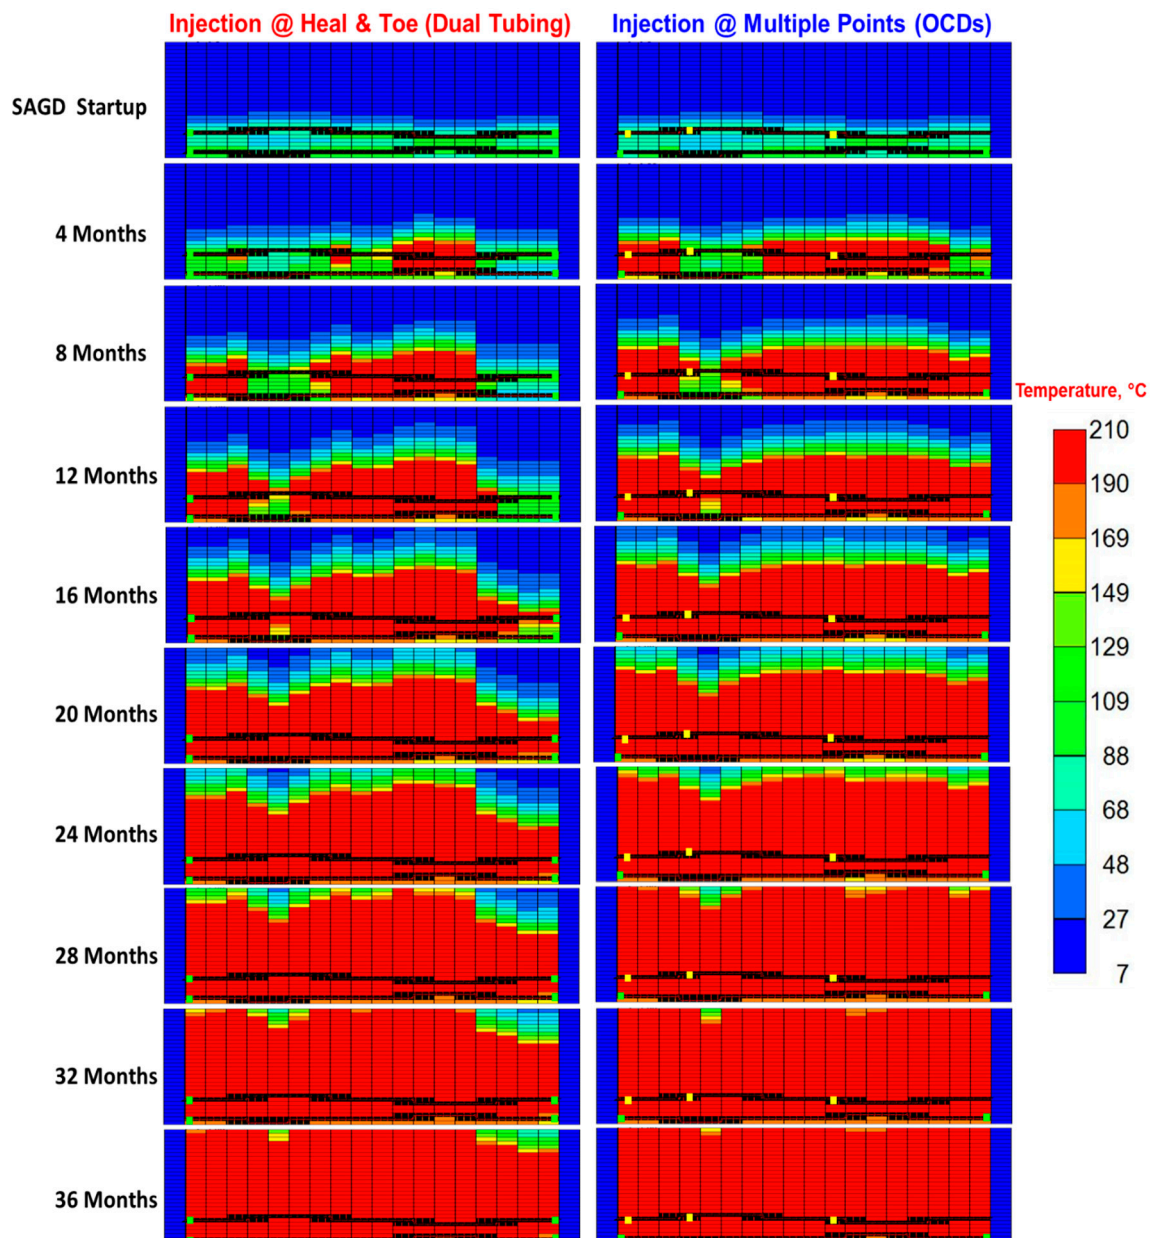 Injection @ Heal & Toe (Dual Tubing)
Injection @ Multiple Points (OCDs)
SAGD Startup
4 Months
8 Months
12 Months
16 Months
20 Months
24 Months
28 Months
32 Months
36 Months
Temperature, °C
210
190
169
149
129
109
88
68
48
27
7